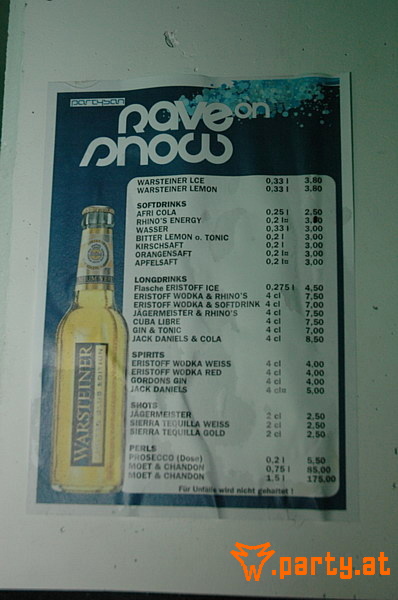 party-san
Rave on
Snow
WARSTEINER LCE 0,33 l 3,80
WARSTEINER LEMON 0,33 l 3,80
SOFTDRINKS
AFRI COLA 0,25 l 2,50
RHINO'S ENERGY 0,2 l
WASSER 0,33 l 3,00
BITTER LEMON o. TONIC 0,2 l 3,00
KIRSCHSAFT 0,2 l 3,00
ORANGENSAFT 0,2 l 3,00
APFELSAFT 0,2 l 3,00
LONGDRINKS
Flasche ERISTOFF ICE 0,275 l 4,50
ERISTOFF WODKA & RHINO'S 4 cl 7,50
ERISTOFF WODKA & SOFTDRINK 4 cl 7,00
JÄGERMEISTER & RHINO'S 4 cl 7,50
CUBA LIBRE 4 cl 7,50
GIN & TONIC 4 cl 7,00
JACK DANIELS & COLA 4 cl 8,50
SPIRITS
ERISTOFF WODKA WEISS 4 cl 4,00
ERISTOFF WODKA RED 4 cl 4,00
GORDONS GIN 4 cl 4,00
JACK DANIELS 4 cl 5,00
SHOTS
JÄGERMEISTER 2 cl 2,50
SIERRA TEQUILLA WEISS 2 cl 2,50
SIERRA TEQUILLA GOLD 2 cl 2,50
PERLS
PROSECCO (Dose) 0,2 l 5,50
MOET & CHANDON 0,75 l 85,00
MOET & CHANDON 1,5 l 175,00
Für Unfälle wird nicht gehaftet !
WARSTEINER
party.at